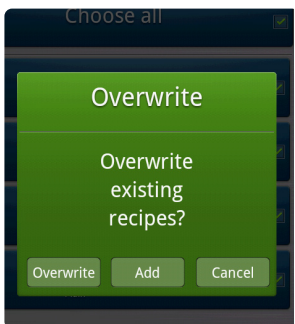 Choose all
Overwrite
Overwrite
existing
recipes?
Overwrite Add Cancel